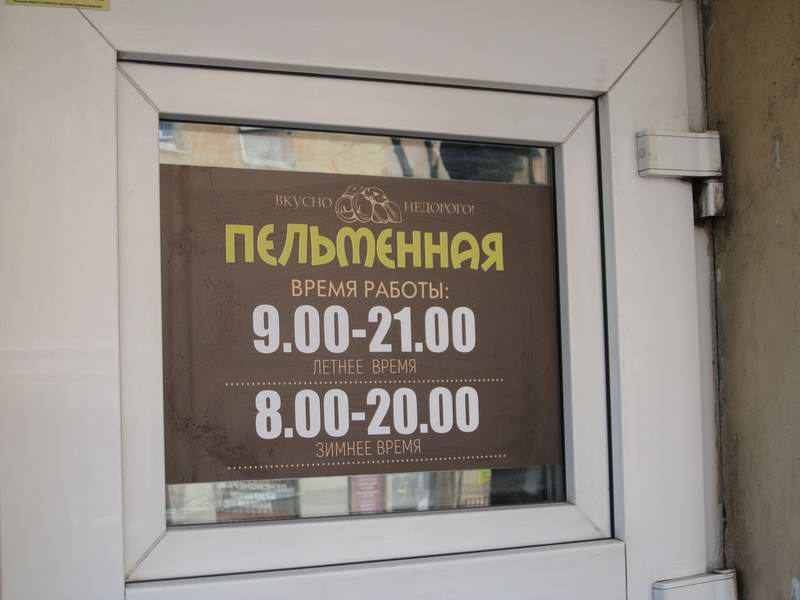 ВКУСНО НЕДОРОГО!
ПЕЛЬМЕННАЯ
ВРЕМЯ РАБОТЫ:
9.00-21.00
ЛЕТНЕЕ ВРЕМЯ
8.00-20.00
ЗИМНЕЕ ВРЕМЯ